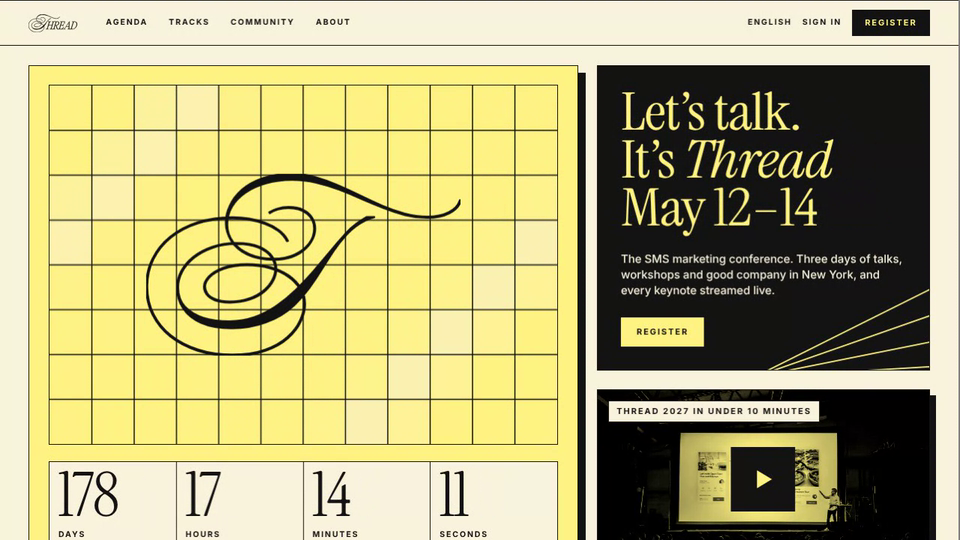 THREAD
AGENDA
TRACKS
COMMUNITY
ABOUT
ENGLISH
SIGN IN
REGISTER
T
Let's talk.
It's Thread
May 12–14
The SMS marketing conference. Three days of talks,
workshops and good company in New York, and
every keynote streamed live.
REGISTER
THREAD 2027 IN UNDER 10 MINUTES
178
DAYS
17
HOURS
14
MINUTES
11
SECONDS